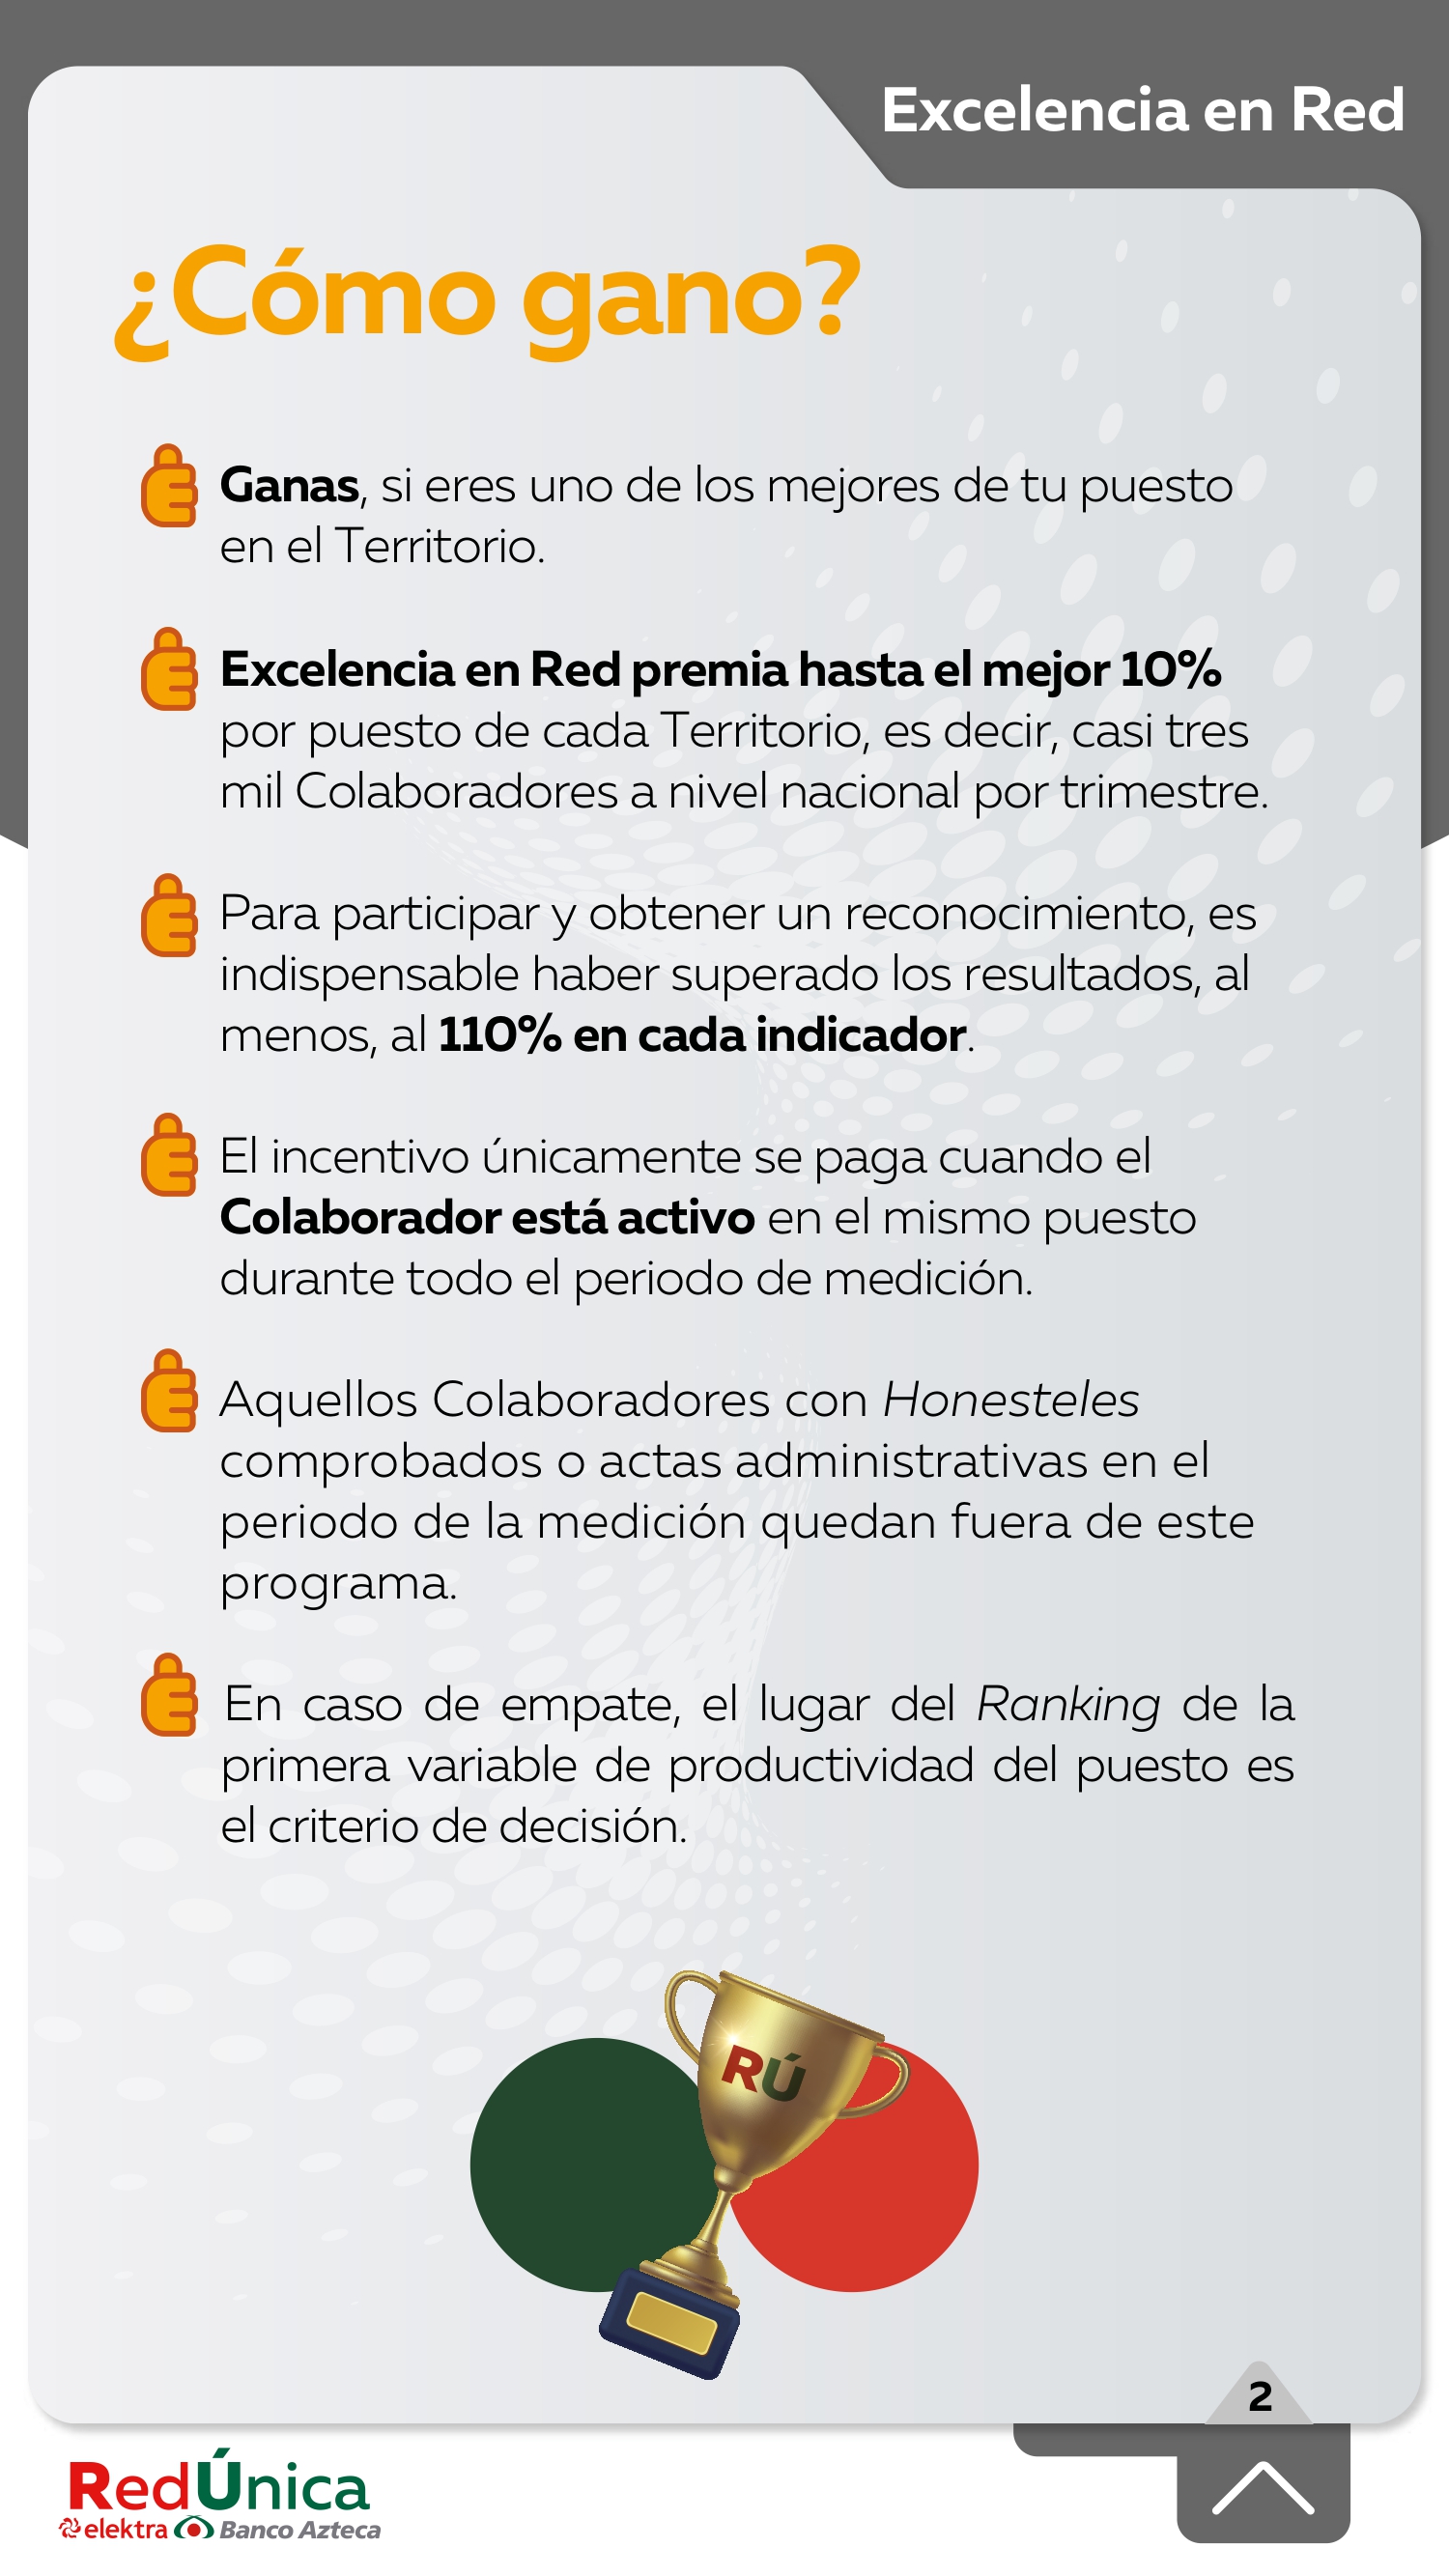 Excelencia en Red
¿Cómo gano?
Ganas, si eres uno de los mejores de tu puesto
en el Territorio.
Excelencia en Red premia hasta el mejor 10%
por puesto de cada Territorio, es decir, casi tres
mil Colaboradores a nivel nacional por trimestre.
Para participar y obtener un reconocimiento, es
indispensable haber superado los resultados, al
menos, al 110% en cada indicador.
El incentivo únicamente se paga cuando el
Colaborador está activo en el mismo puesto
durante todo el periodo de medición.
Aquellos Colaboradores con Honesteles
comprobados o actas administrativas en el
periodo de la medición quedan fuera de este
programa.
En caso de empate, el lugar del Ranking de la
primera variable de productividad del puesto es
el criterio de decisión.
RÚ
2
RedÚnica
elektra Banco Azteca